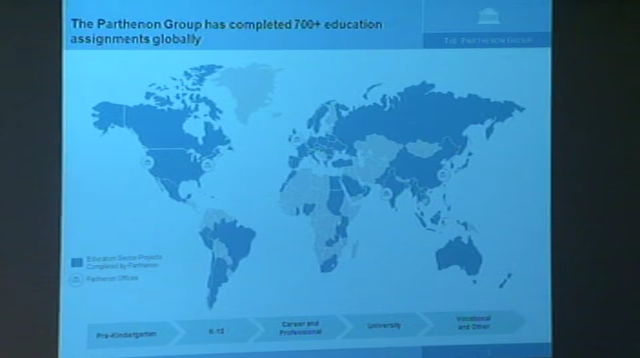 The Parthenon Group has completed 700+ education
assignments globally
THE PARTHENON GROUP
Education Sector Projects
Completed by Parthenon
Parthenon Offices
Pre-Kindergarten
K-12
Career and
Professional
University
Vocational
and Other